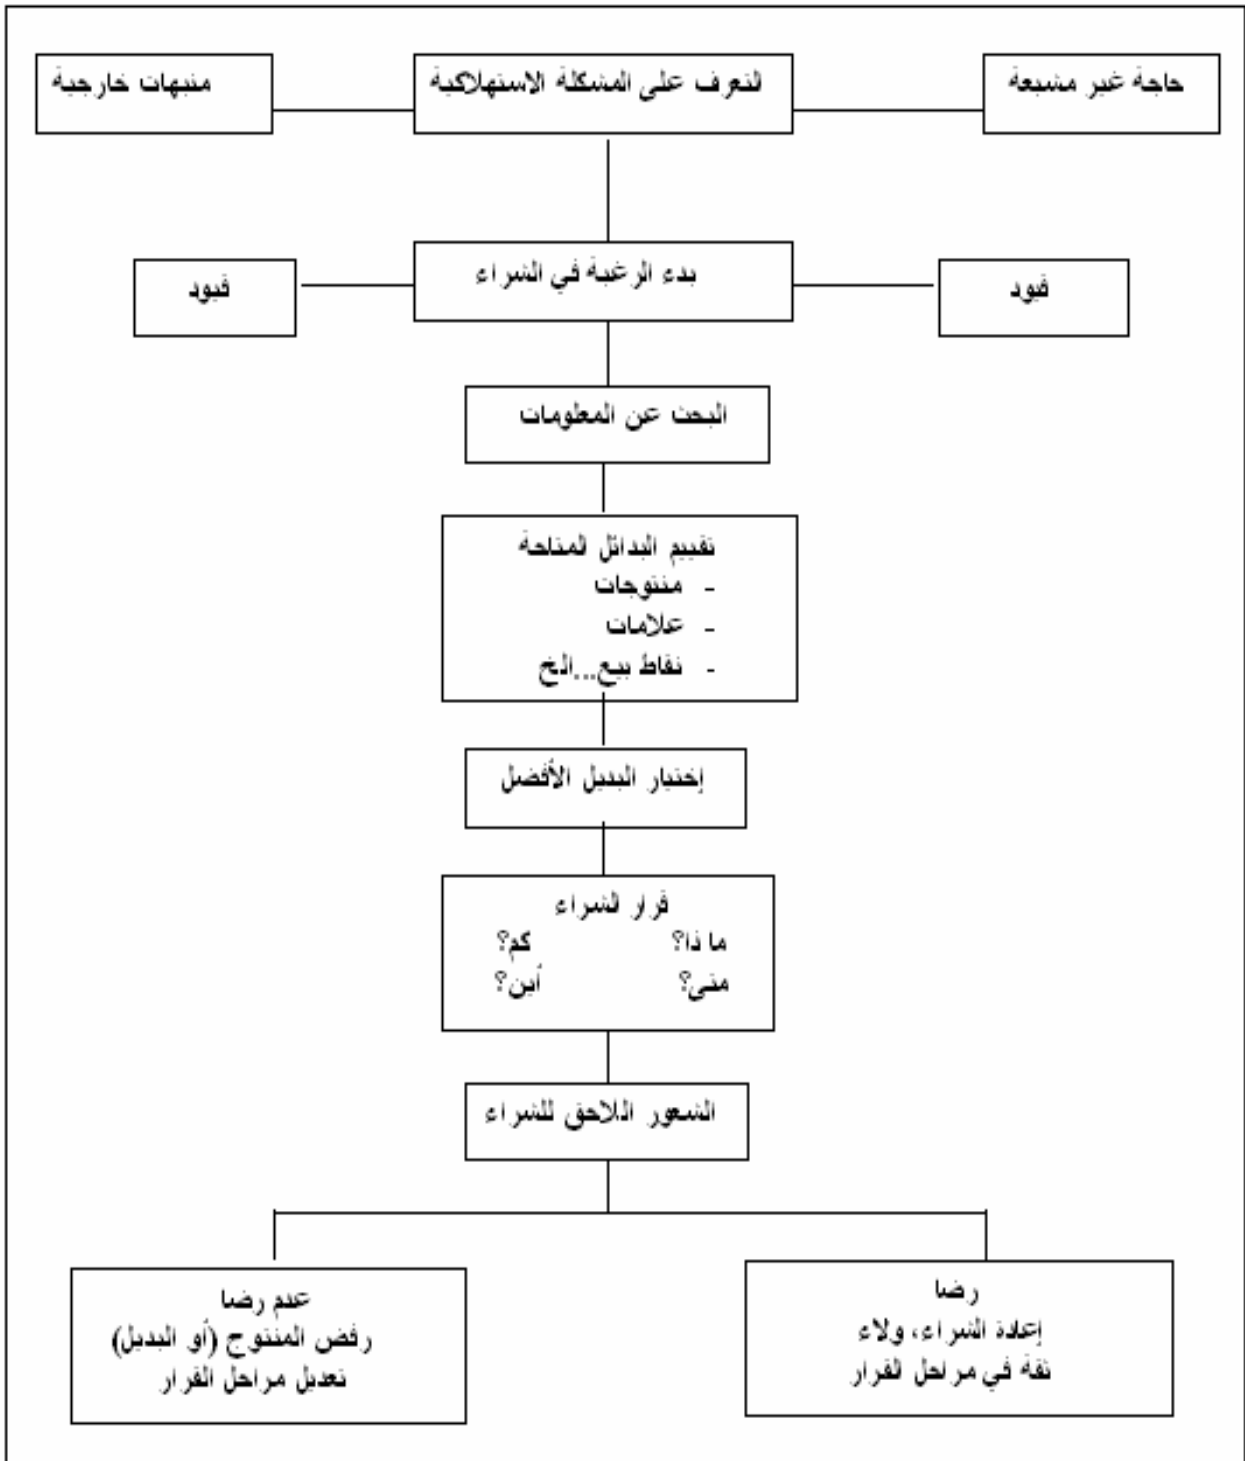 حاجة غير مشبعة
التعرف على المشكلة الاستهلاكية
منبهات خارجية
قيود
بدء الرغبة في الشراء
قيود
البحث عن المعلومات
تقييم البدائل المتاحة
- منتوجات
- علامات
- نقاط بيع...الخ
إختيار البديل الأفضل
قرار الشراء
ما ذا؟ كم؟
متى؟ أين؟
الشعور اللاحق للشراء
رضا
إعادة الشراء، ولاء
ثقة في مراحل القرار
عدم رضا
رفض المنتوج (أو البديل)
تعديل مراحل القرار